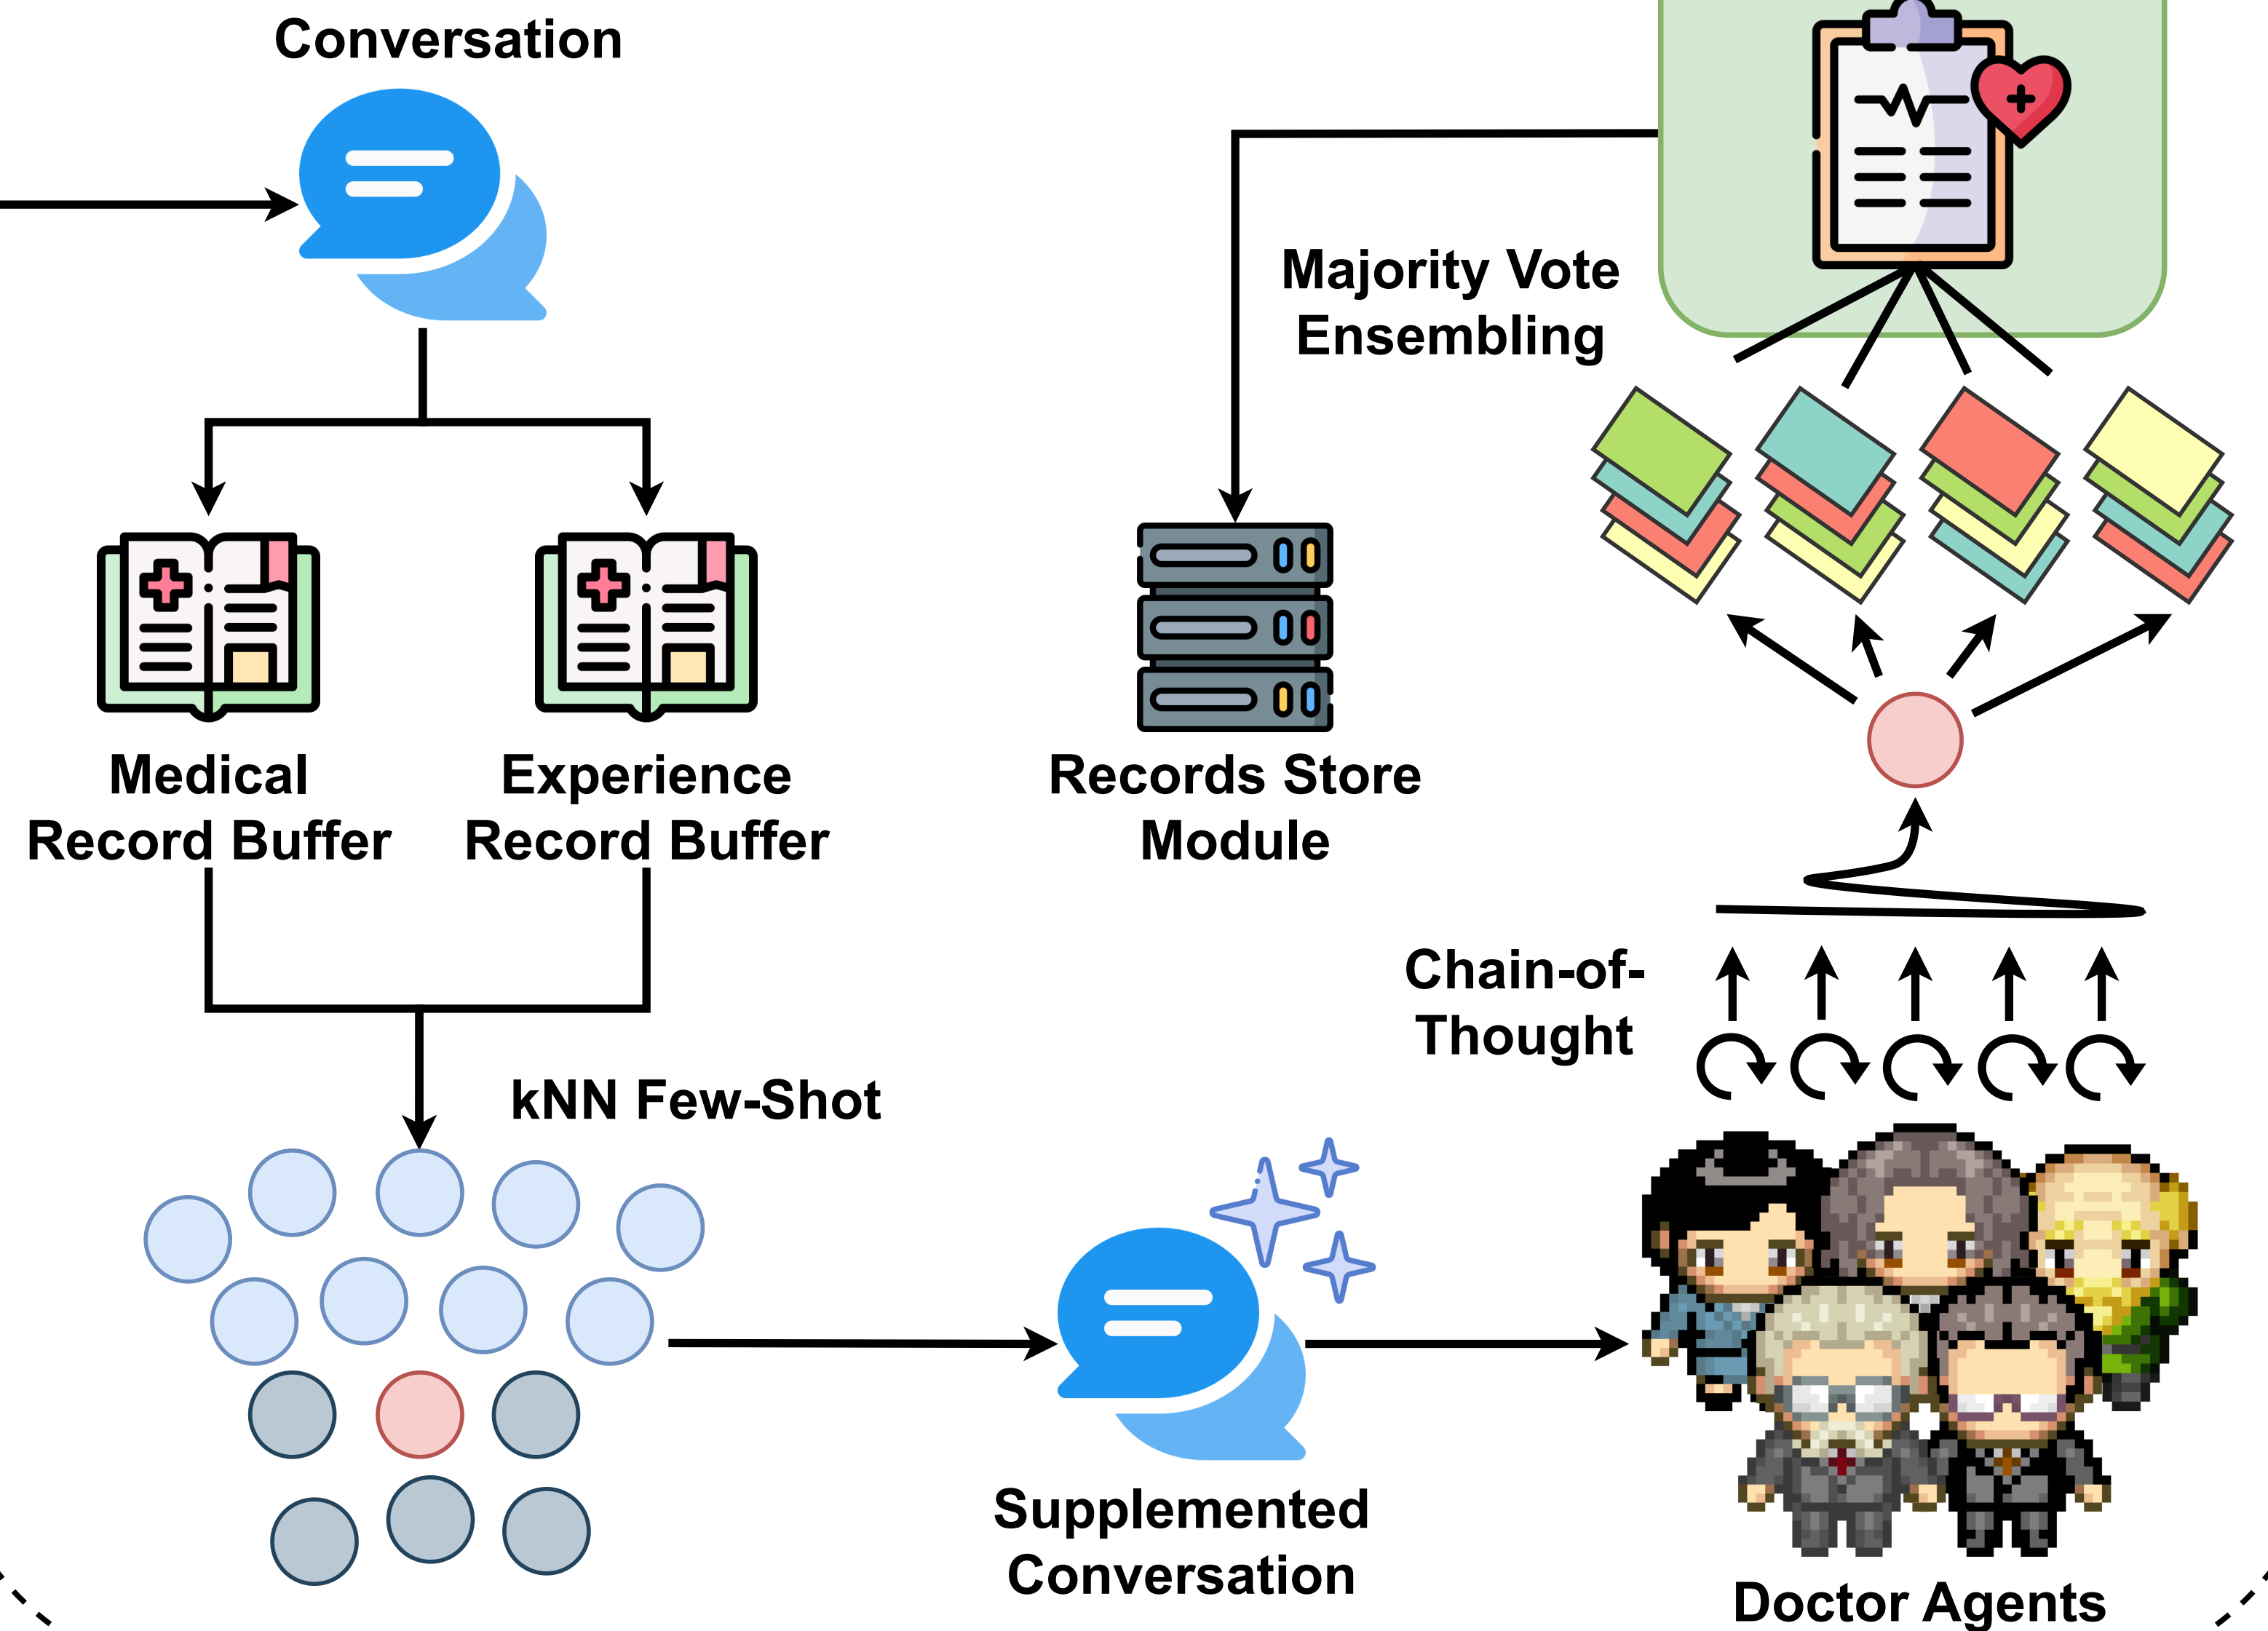 Conversation
Majority Vote
Ensembling
Medical
Record Buffer
Experience
Record Buffer
Records Store
Module
Chain-of-
Thought
kNN Few-Shot
Supplemented
Conversation
Doctor Agents